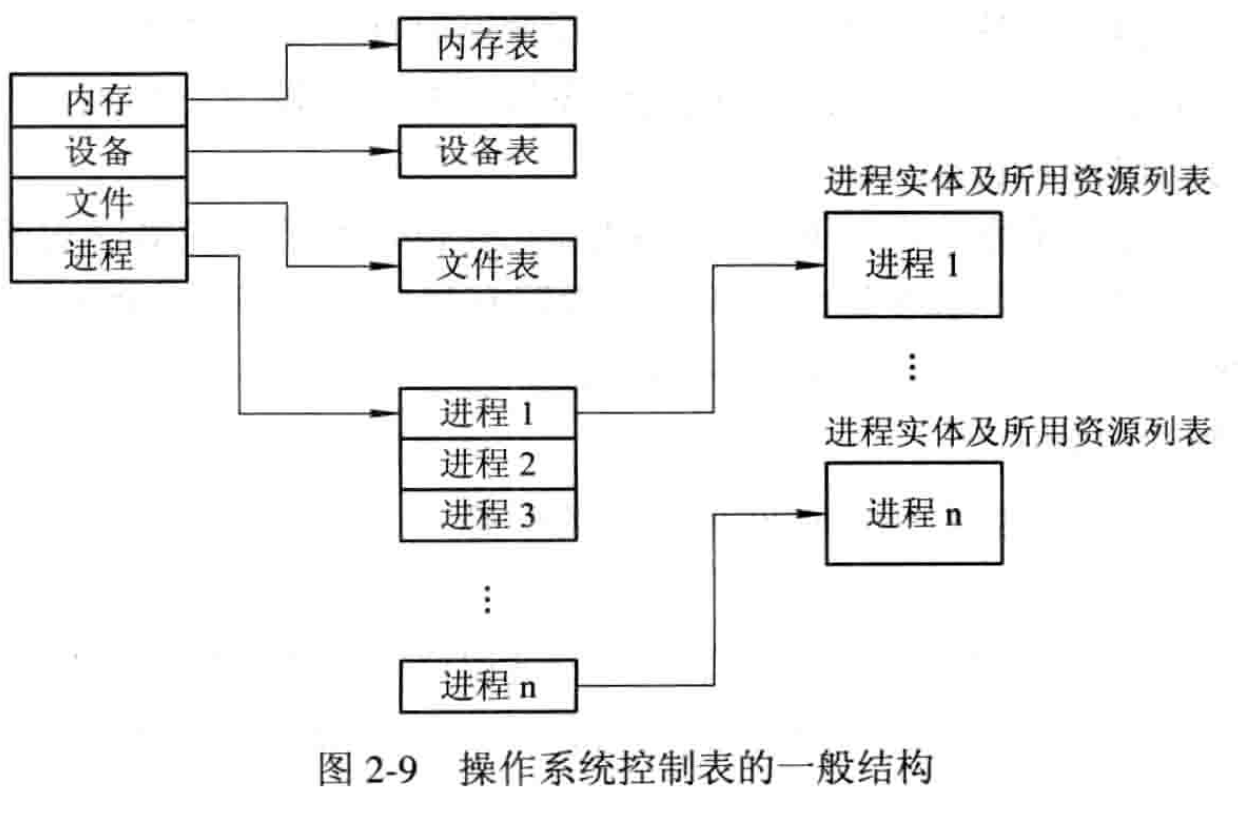 内存
设备
文件
进程
内存表
设备表
文件表
进程 1
进程 2
进程 3
⋮
进程 n
进程实体及所用资源列表
进程 1
⋮
进程实体及所用资源列表
进程 n
图 2-9 操作系统控制表的一般结构